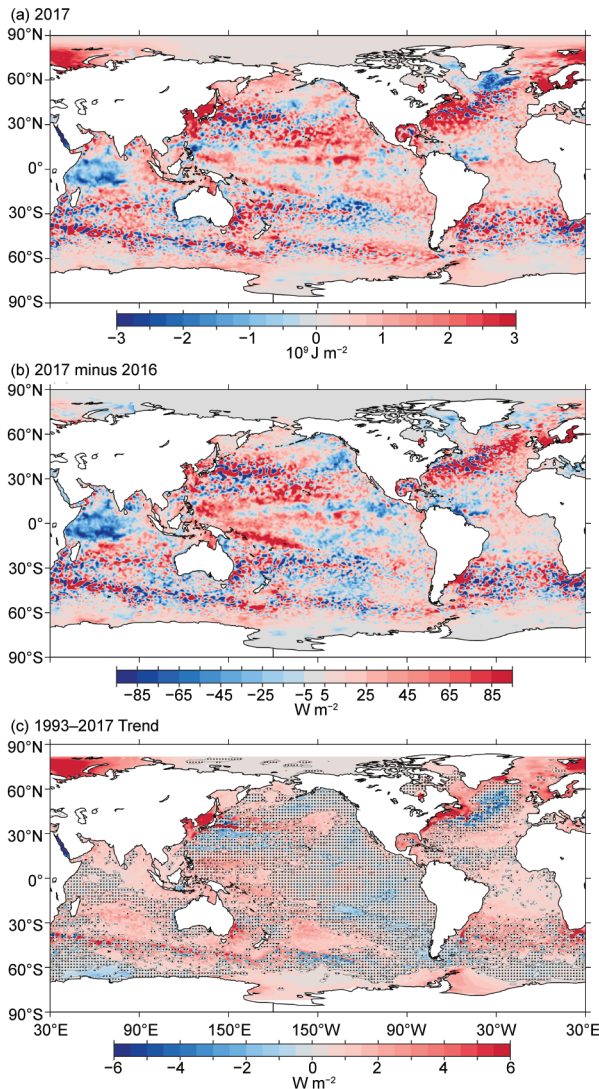 (a) 2017
90°N
60°N
30°N
0°
30°S
60°S
90°S
−3 −2 −1 0 1 2 3
10⁹ J m⁻²
(b) 2017 minus 2016
90°N
60°N
30°N
0°
30°S
60°S
90°S
−85 −65 −45 −25 −5 5 25 45 65 85
W m⁻²
(c) 1993–2017 Trend
90°N
60°N
30°N
0°
30°S
60°S
90°S
30°E 90°E 150°E 150°W 90°W 30°W 30°E
−6 −4 −2 0 2 4 6
W m⁻²